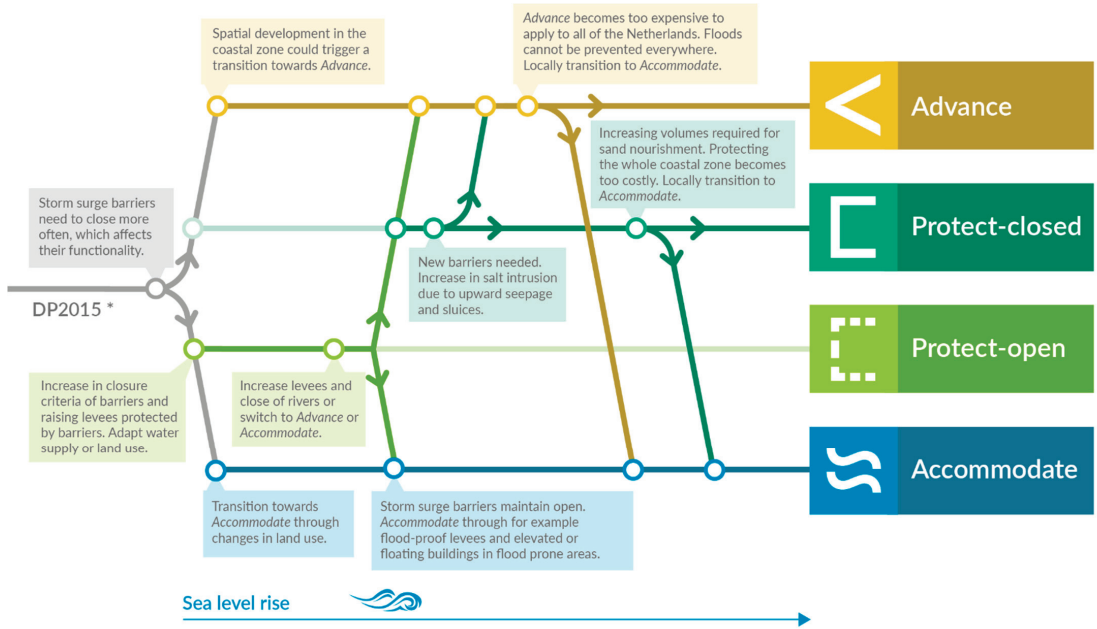 Spatial development in the
coastal zone could trigger a
transition towards Advance.
Advance becomes too expensive to
apply to all of the Netherlands. Floods
cannot be prevented everywhere.
Locally transition to Accommodate.
Advance
Increasing volumes required for
sand nourishment. Protecting
the whole coastal zone becomes
too costly. Locally transition to
Accommodate.
Storm surge barriers
need to close more
often, which affects
their functionality.
Protect-closed
New barriers needed.
Increase in salt intrusion
due to upward seepage
and sluices.
DP2015 *
Protect-open
Increase in closure
criteria of barriers and
raising levees protected
by barriers. Adapt water
supply or land use.
Increase levees and
close of rivers or
switch to Advance or
Accommodate.
Accommodate
Transition towards
Accommodate through
changes in land use.
Storm surge barriers maintain open.
Accommodate through for example
flood-proof levees and elevated or
floating buildings in flood prone areas.
Sea level rise